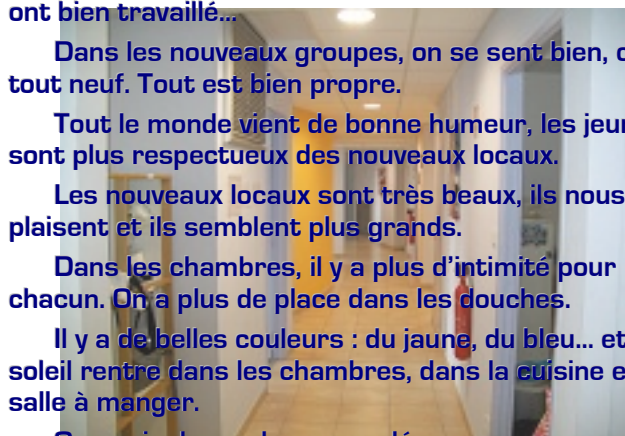 ont bien travaillé...
Dans les nouveaux groupes, on se sent bien,
tout neuf. Tout est bien propre.
Tout le monde vient de bonne humeur, les
sont plus respectueux des nouveaux locaux.
Les nouveaux locaux sont très beaux, ils nous
plaisent et ils semblent plus grands.
Dans les chambres, il y a plus d’intimité pour
chacun. On a plus de place dans les douches.
Il y a de belles couleurs : du jaune, du bleu... et
soleil rentre dans les chambres, dans la cuisine
salle à manger.